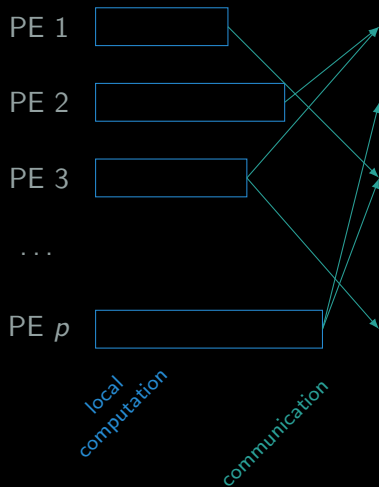 PE 1
PE 2
PE 3
...
PE p
local
computation
communication